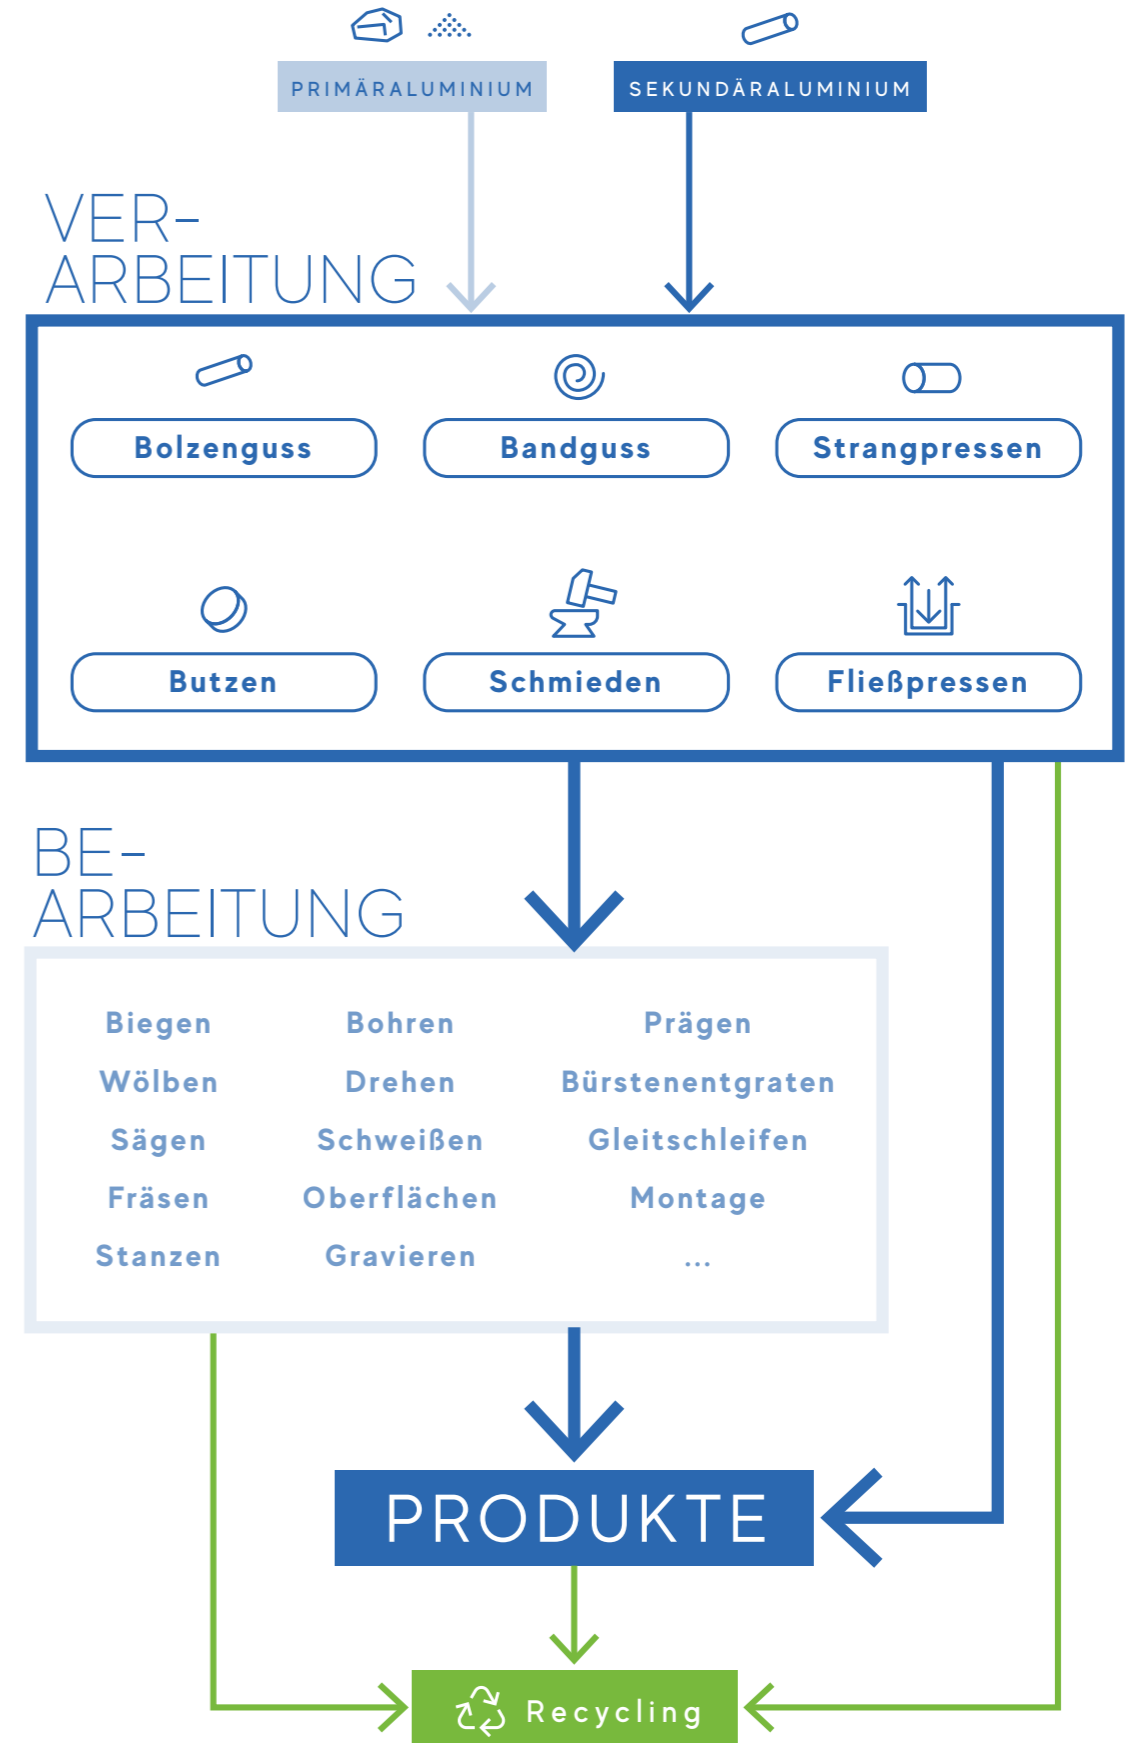 PRIMÄRALUMINIUM
SEKUNDÄRALUMINIUM
VER-
ARBEITUNG
Bolzenguss
Bandguss
Strangpressen
Butzen
Schmieden
Fließpressen
BE-
ARBEITUNG
Biegen
Bohren
Prägen
Wölben
Drehen
Bürstenentgraten
Sägen
Schweißen
Gleitschleifen
Fräsen
Oberflächen
Montage
Stanzen
Gravieren
...
PRODUKTE
Recycling